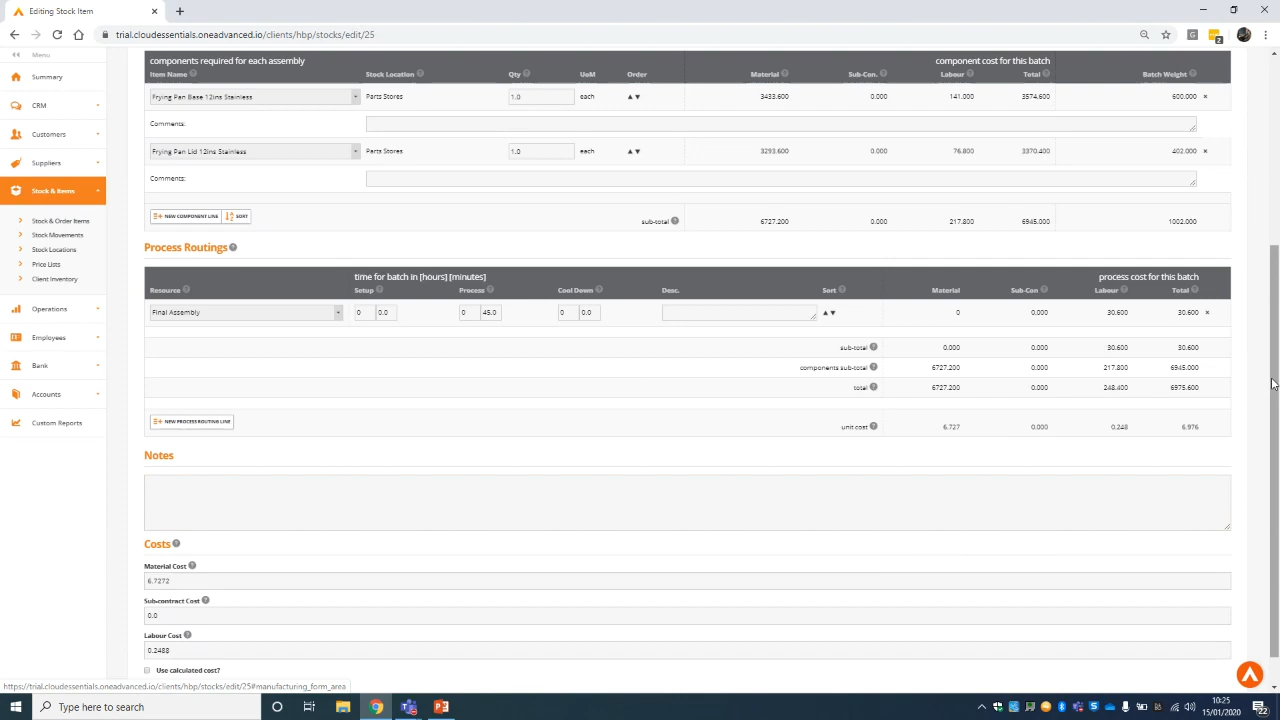 Editing Stock Item
trial.cloudessentials.oneadvanced.io/clients/hbp/stocks/edit/25
Menu
Summary
CRM
Customers
Suppliers
Stock & Items
Stock & Order Items
Stock Movements
Stock Locations
Price Lists
Client Inventory
Operations
Employees
Bank
Accounts
Custom Reports
components required for each assembly component cost for this batch
Item Name Stock Location Qty UoM Order Material Sub-Con. Labour Total Batch Weight
Frying Pan Base 12ins Stainless Parts Stores 1.0 each 3433.600 0.000 141.000 3574.600 600.000
Comments:
Frying Pan Lid 12ins Stainless Parts Stores 1.0 each 3293.600 0.000 76.800 3370.400 402.000
Comments:
NEW COMPONENT LINE SORT sub-total 6727.200 0.000 217.800 6945.000 1002.000
Process Routings
time for batch in [hours] [minutes] process cost for this batch
Resource Setup Process Cool Down Desc. Sort Material Sub-Con Labour Total
Final Assembly 0 0.0 0 45.0 0 0.0 0 0.000 30.600 30.600
sub-total 0.000 0.000 30.600 30.600
components sub-total 6727.200 0.000 217.800 6945.000
total 6727.200 0.000 248.400 6975.600
NEW PROCESS ROUTING LINE unit cost 6.727 0.000 0.248 6.976
Notes
Costs
Material Cost
6.7272
Sub-contract Cost
0.0
Labour Cost
0.2488
Use calculated cost?
https://trial.cloudessentials.oneadvanced.io/clients/hbp/stocks/edit/25#manufacturing_form_area
Type here to search
10:25
15/01/2020